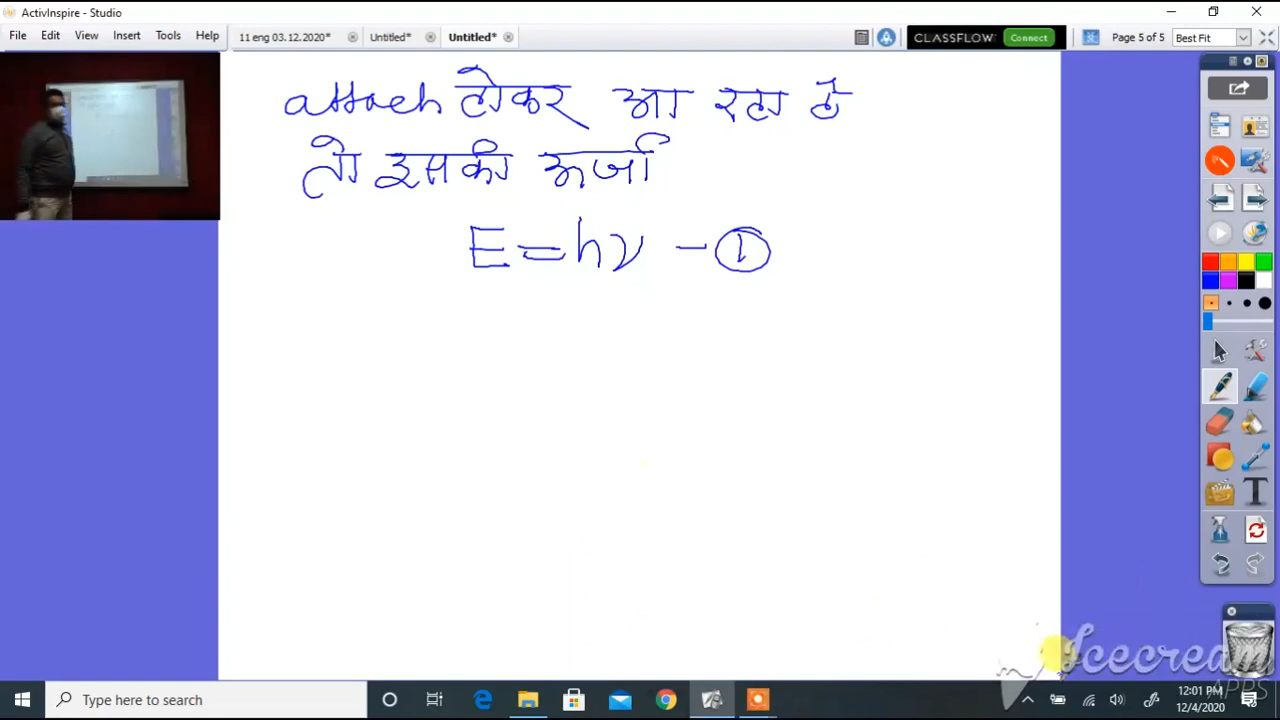 ActivInspire - Studio
File Edit View Insert Tools Help 11 eng 03.12.2020* Untitled* Untitled* CLASSFLOW Connect Page 5 of 5 Best Fit
attach होकर आ रहा है
तो इसकी ऊर्जा
E = hν - ①
T
Icecream
APPS
Type here to search
12:01 PM
12/4/2020